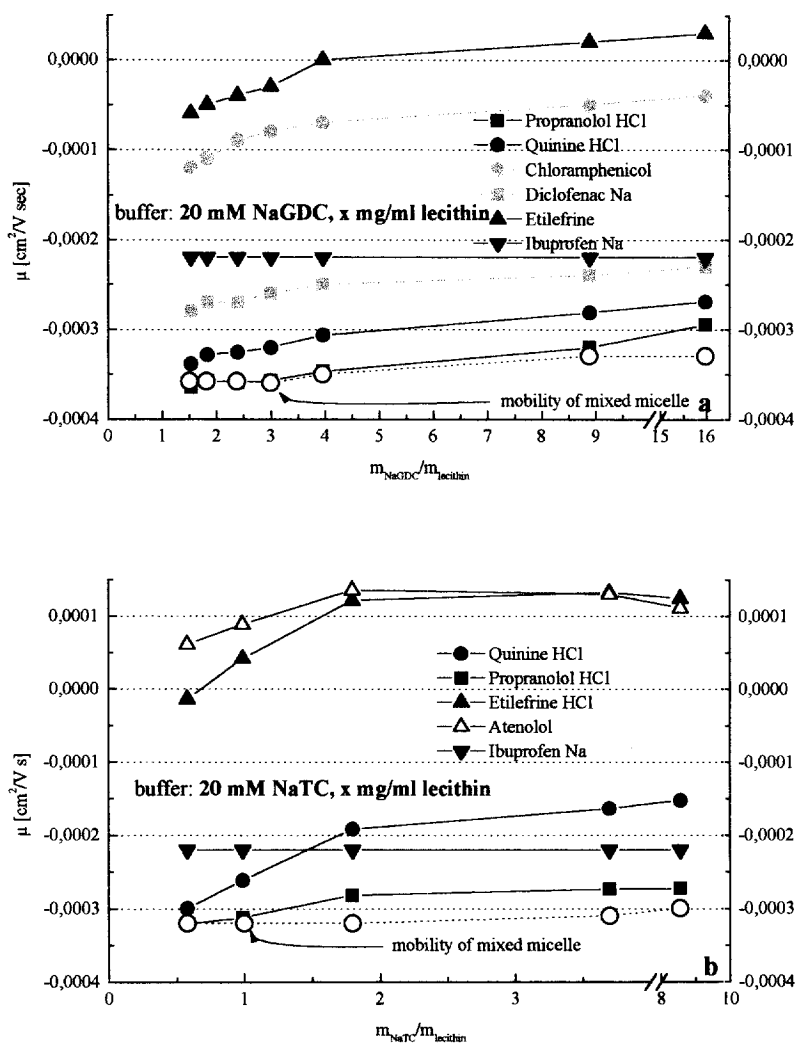 0,0000
-0,0001
-0,0002
-0,0003
-0,0004
0,0000
-0,0001
-0,0002
-0,0003
-0,0004
μ [cm²/V sec]
Propranolol HCl
Quinine HCl
Chloramphenicol
Diclofenac Na
Etilefrine
Ibuprofen Na
buffer: 20 mM NaGDC, x mg/ml lecithin
mobility of mixed micelle
a
0 1 2 3 4 5 6 7 8 9 15 16
m_NaGDC/m_lecithin
0,0001
0,0000
-0,0001
-0,0002
-0,0003
-0,0004
0,0001
0,0000
-0,0001
-0,0002
-0,0003
-0,0004
μ [cm²/V s]
Quinine HCl
Propranolol HCl
Etilefrine HCl
Atenolol
Ibuprofen Na
buffer: 20 mM NaTC, x mg/ml lecithin
mobility of mixed micelle
b
0 1 2 3 8 10
m_NaTC/m_lecithin